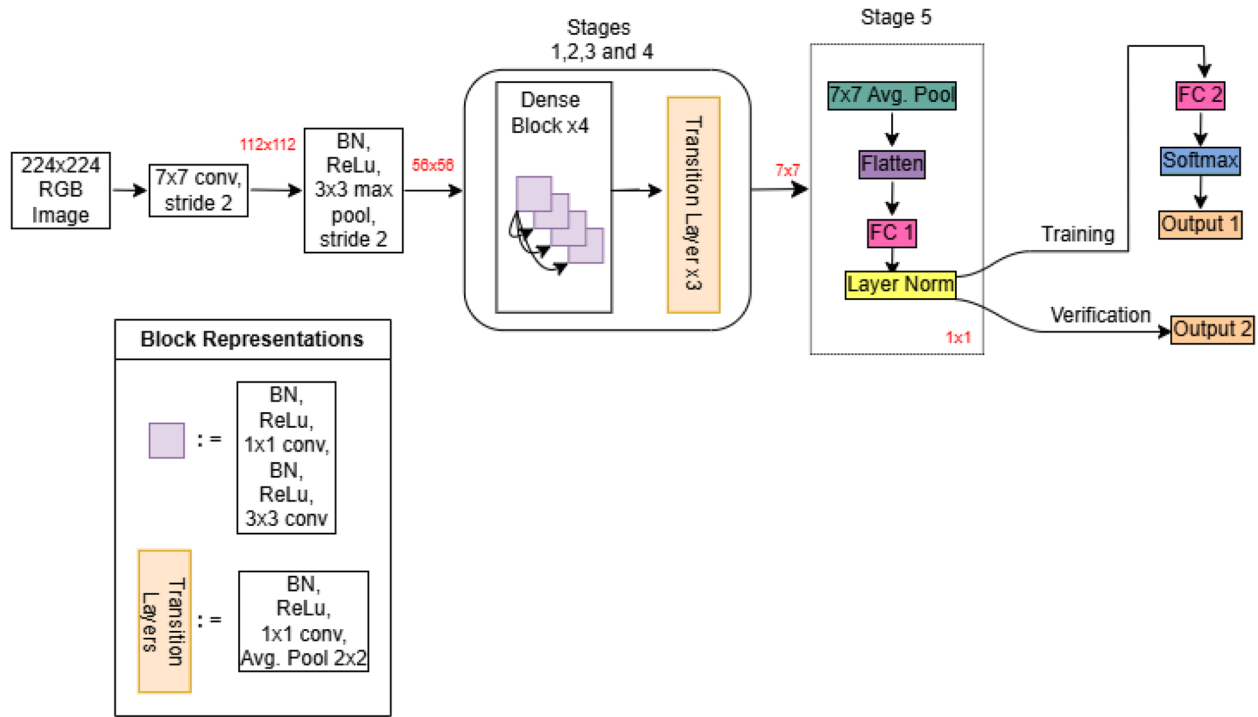 Stages
1,2,3 and 4
Stage 5
224x224
RGB
Image
7x7 conv,
stride 2
112x112
BN,
ReLu,
3x3 max
pool,
stride 2
56x56
Dense
Block x4
Transition Layer x3
7x7
7x7 Avg. Pool
Flatten
FC 1
Layer Norm
1x1
Training
FC 2
Softmax
Output 1
Verification
Output 2
Block Representations
: =
BN,
ReLu,
1x1 conv,
BN,
ReLu,
3x3 conv
Transition
Layers
: =
BN,
ReLu,
1x1 conv,
Avg. Pool 2x2